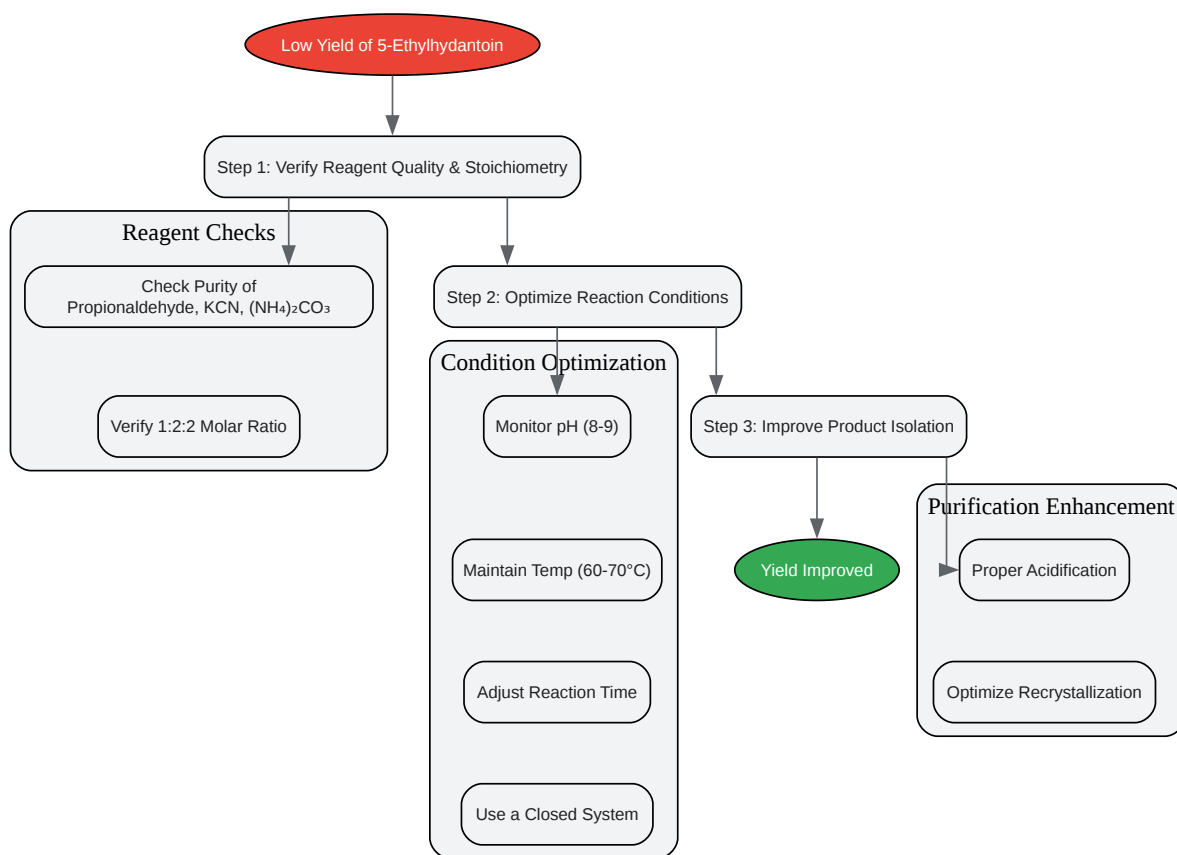 Low Yield of 5-Ethylhydantoin
Step 1: Verify Reagent Quality & Stoichiometry
Reagent Checks
Check Purity of
Propionaldehyde, KCN, (NH₄)₂CO₃
Verify 1:2:2 Molar Ratio
Step 2: Optimize Reaction Conditions
Condition Optimization
Monitor pH (8-9)
Maintain Temp (60-70°C)
Adjust Reaction Time
Use a Closed System
Step 3: Improve Product Isolation
Yield Improved
Purification Enhancement
Proper Acidification
Optimize Recrystallization